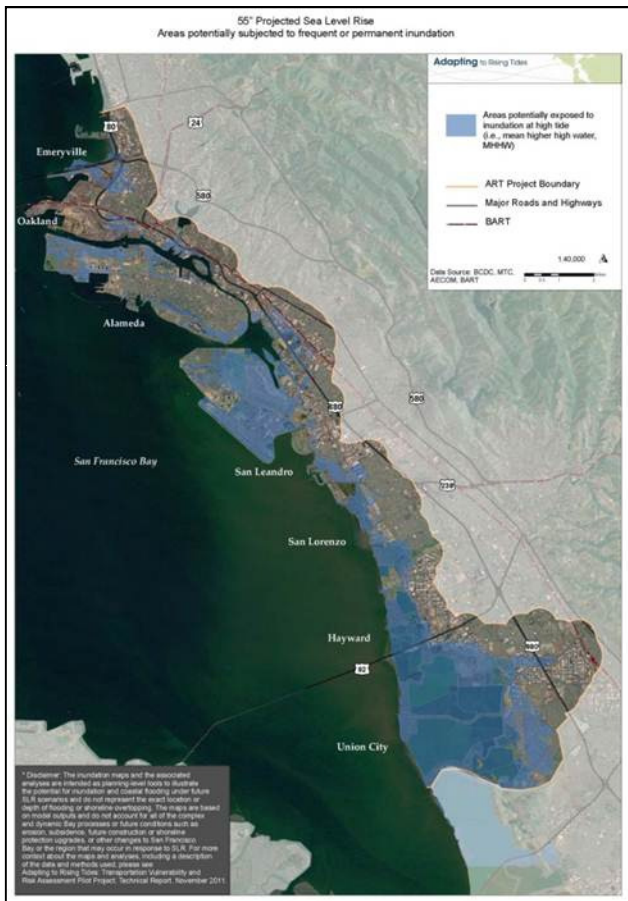 55" Projected Sea Level Rise
Areas potentially subjected to frequent or permanent inundation
Adapting to Rising Tides
Areas potentially exposed to
inundation at high tide
(i.e., mean higher high water,
MHHW)
ART Project Boundary
Major Roads and Highways
BART
1:40,000
Data Source: BCDC, MTC,
AECOM, BART
80
24
Emeryville
580
Oakland
Alameda
880
580
San Francisco Bay
San Leandro
238
San Lorenzo
Hayward
880
92
Union City
* Disclaimer: The inundation maps and the associated
analyses are intended as planning-level tools to illustrate
the potential for inundation and coastal flooding under future
SLR scenarios and do not represent the exact location or
depth of flooding or shoreline overtopping. The maps are based
on model outputs and do not account for all of the complex
and dynamic Bay processes or future conditions such as
erosion, subsidence, future construction or shoreline
protection upgrades, or other changes to San Francisco
Bay or the region that may occur in response to SLR. For more
context about the maps and analyses, including a description
of the data and methods used, please see
Adapting to Rising Tides: Transportation Vulnerability and
Risk Assessment Pilot Project, Technical Report, November 2011.